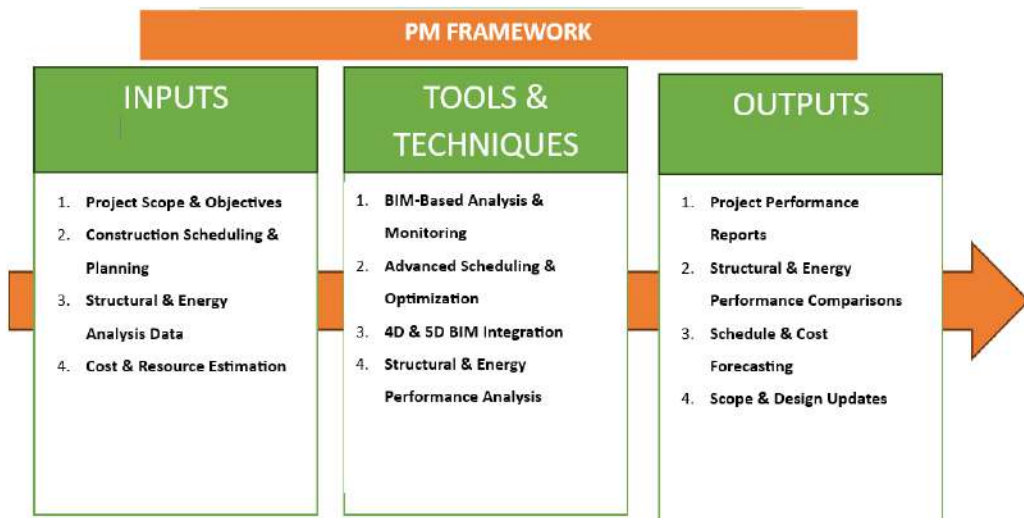 PM FRAMEWORK
INPUTS
1. Project Scope & Objectives
2. Construction Scheduling &
Planning
3. Structural & Energy
Analysis Data
4. Cost & Resource Estimation
TOOLS &
TECHNIQUES
1. BIM-Based Analysis &
Monitoring
2. Advanced Scheduling &
Optimization
3. 4D & 5D BIM Integration
4. Structural & Energy
Performance Analysis
OUTPUTS
1. Project Performance
Reports
2. Structural & Energy
Performance Comparisons
3. Schedule & Cost
Forecasting
4. Scope & Design Updates